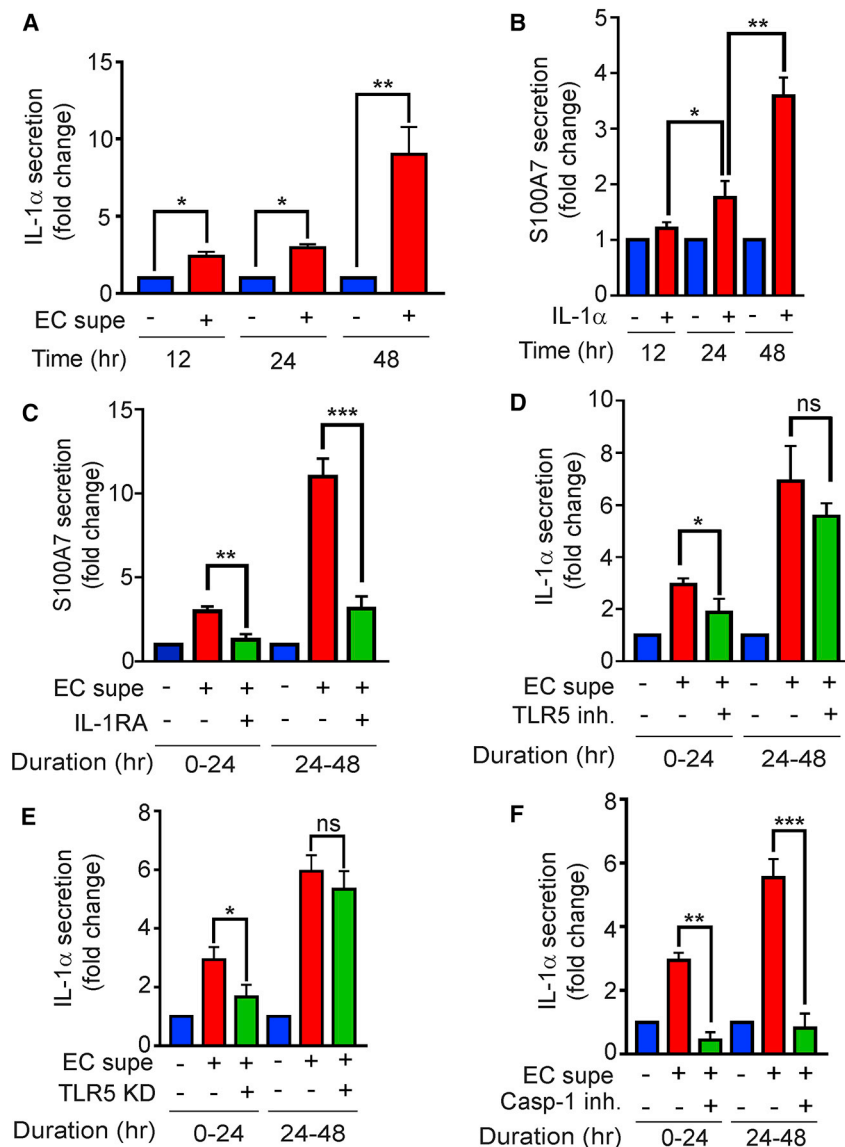 A
IL-1α secretion
(fold change)
15
10
5
0
*
*
**
EC supe - + - + - +
Time (hr) 12 24 48
B
S100A7 secretion
(fold change)
5
4
3
2
1
0
*
**
IL-1α - + - + - +
Time (hr) 12 24 48
C
S100A7 secretion
(fold change)
15
10
5
0
**
***
EC supe - + + - + +
IL-1RA - - + - - +
Duration (hr) 0-24 24-48
D
IL-1α secretion
(fold change)
10
8
6
4
2
0
*
ns
EC supe - + + - + +
TLR5 inh. - - + - - +
Duration (hr) 0-24 24-48
E
IL-1α secretion
(fold change)
8
6
4
2
0
*
ns
EC supe - + + - + +
TLR5 KD - - + - - +
Duration (hr) 0-24 24-48
F
IL-1α secretion
(fold change)
8
6
4
2
0
**
***
EC supe - + + - + +
Casp-1 inh. - - + - - +
Duration (hr) 0-24 24-48